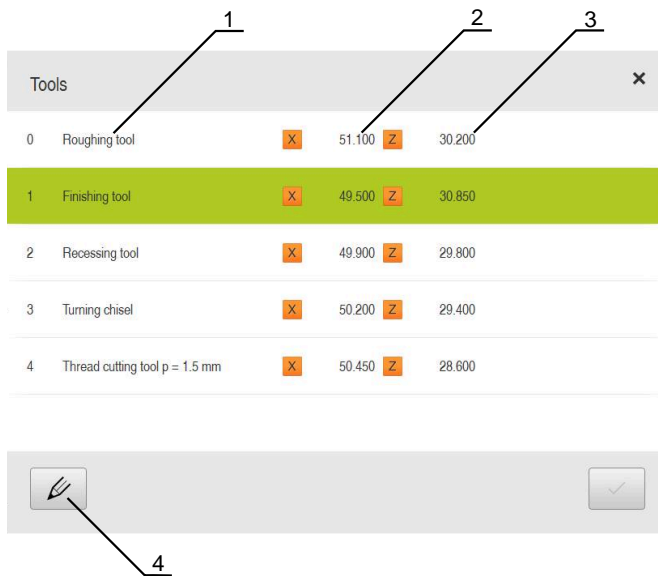 1 2 3
Tools ×
0 Roughing tool X 51.100 Z 30.200
1 Finishing tool X 49.500 Z 30.850
2 Recessing tool X 49.900 Z 29.800
3 Turning chisel X 50.200 Z 29.400
4 Thread cutting tool p = 1.5 mm X 50.450 Z 28.600
4